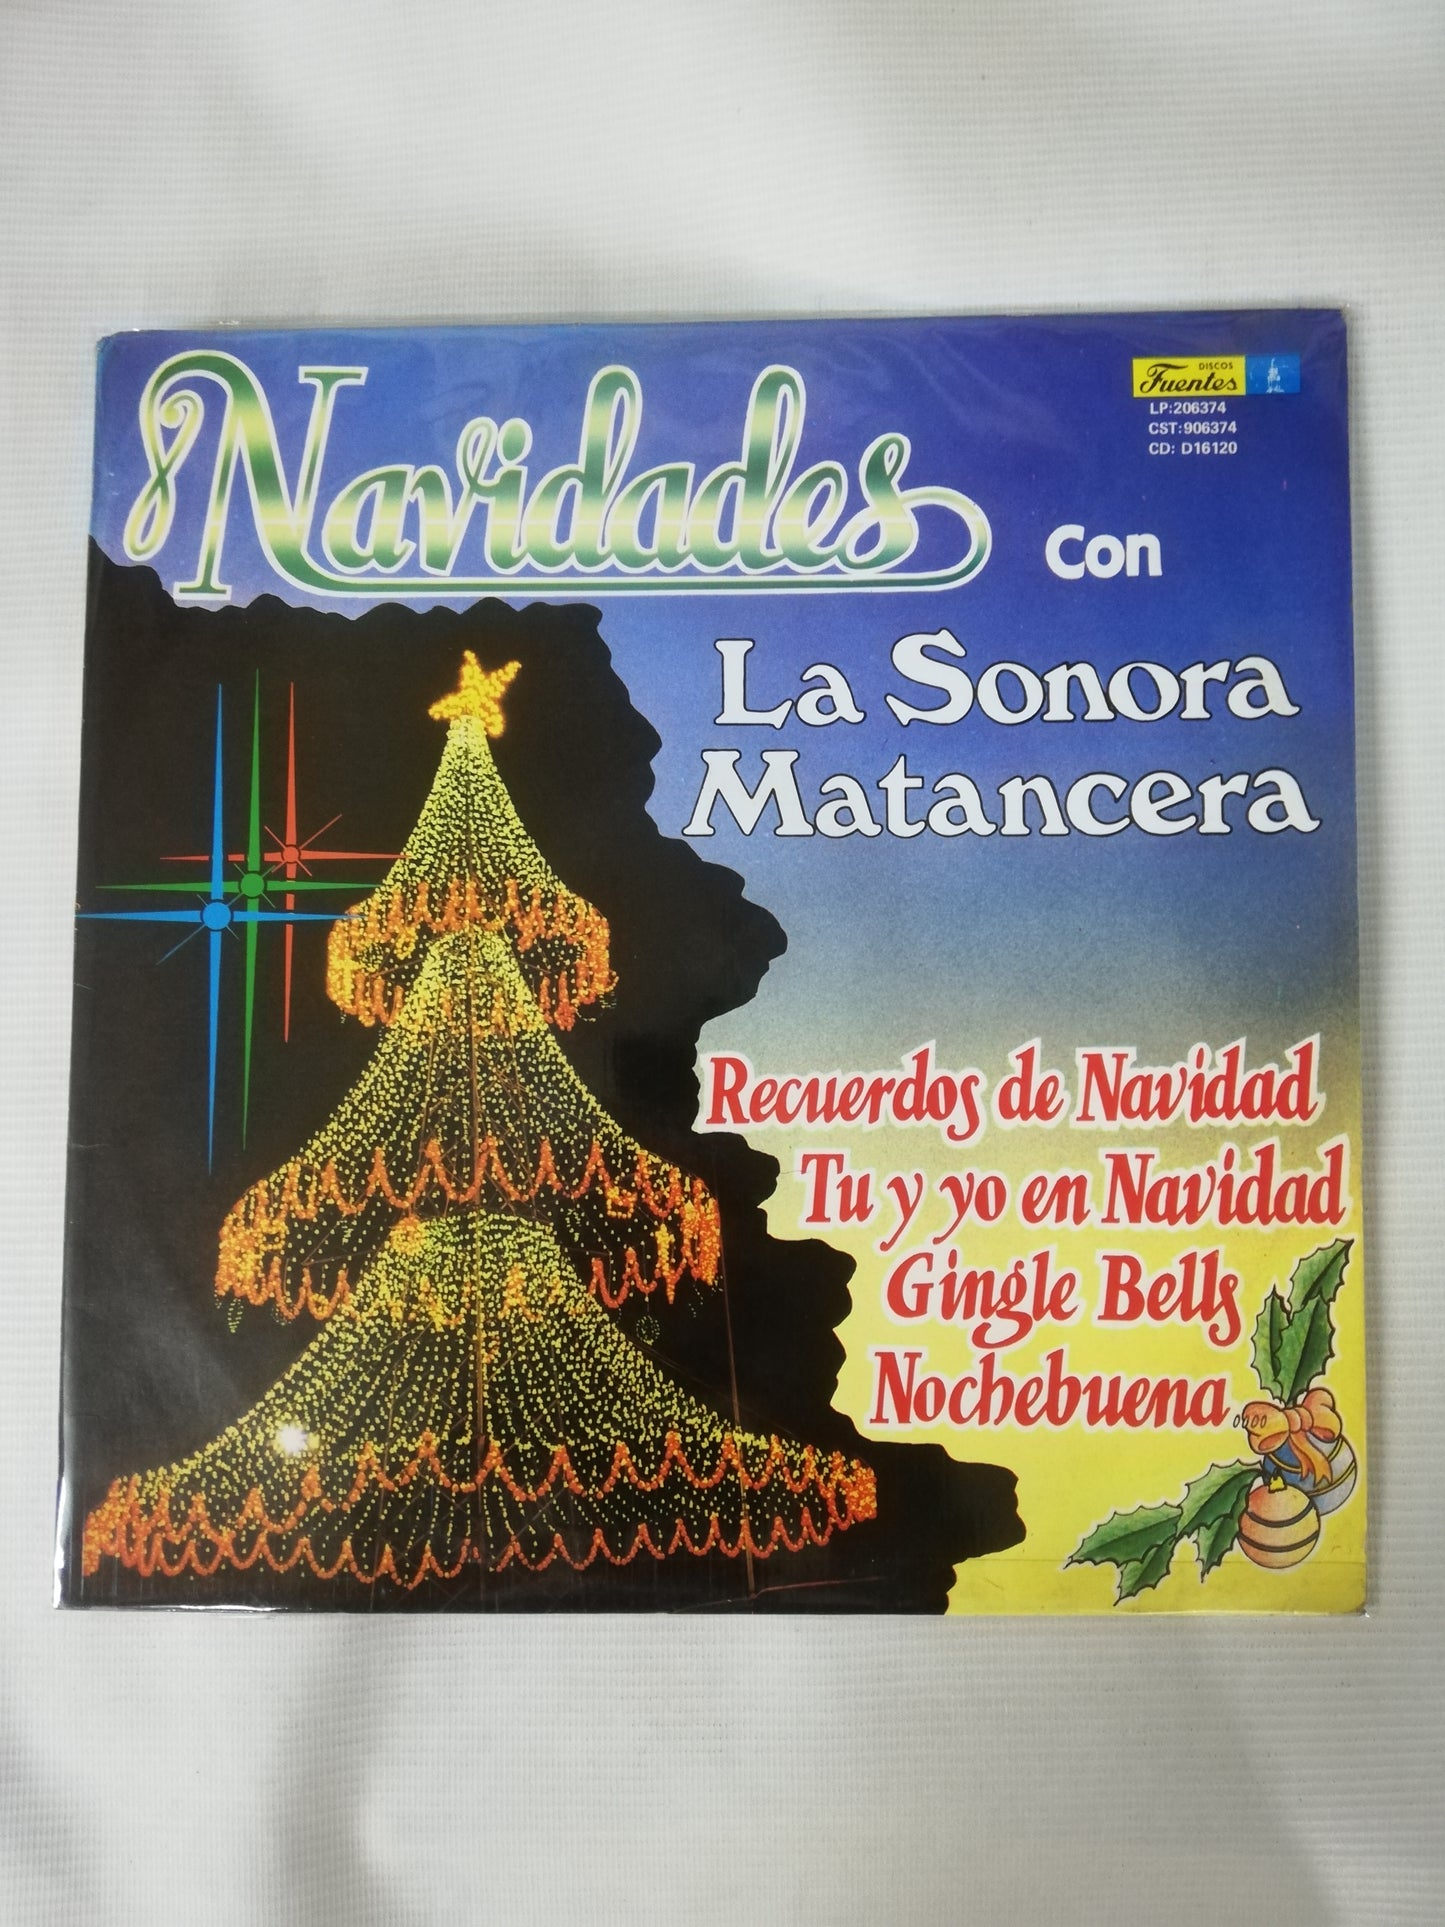 Navidades
con
La Sonora
Matancera
DISCOS
Fuentes
LP:206374
CST:906374
CD: D16120
Recuerdos de Navidad
Tu y yo en Navidad
Gingle Bells
Nochebuena....